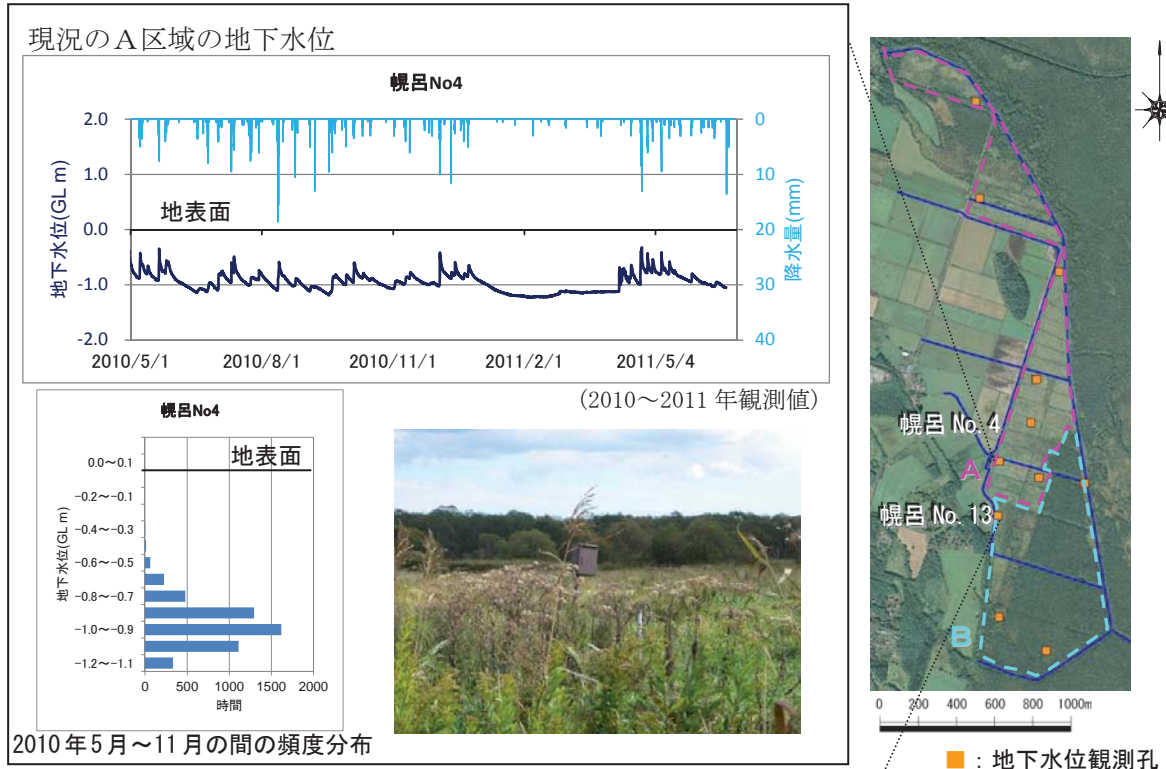 現況のA区域の地下水位
幌呂No4
地下水位(GL m)
2.0
1.0
0.0
-1.0
-2.0
地表面
0
10
20
30
40
降水量(mm)
2010/5/1 2010/8/1 2010/11/1 2011/2/1 2011/5/4
(2010～2011 年観測値)
幌呂No4
地下水位(GL m)
地表面
0.0～0.1
-0.2～-0.1
-0.4～-0.3
-0.6～-0.5
-0.8～-0.7
-1.0～-0.9
-1.2～-1.1
0 500 1000 1500 2000
時間
2010年5月～11月の間の頻度分布
幌呂 No. 4
A
幌呂 No. 13
B
0 200 400 600 800 1000m
：地下水位観測孔